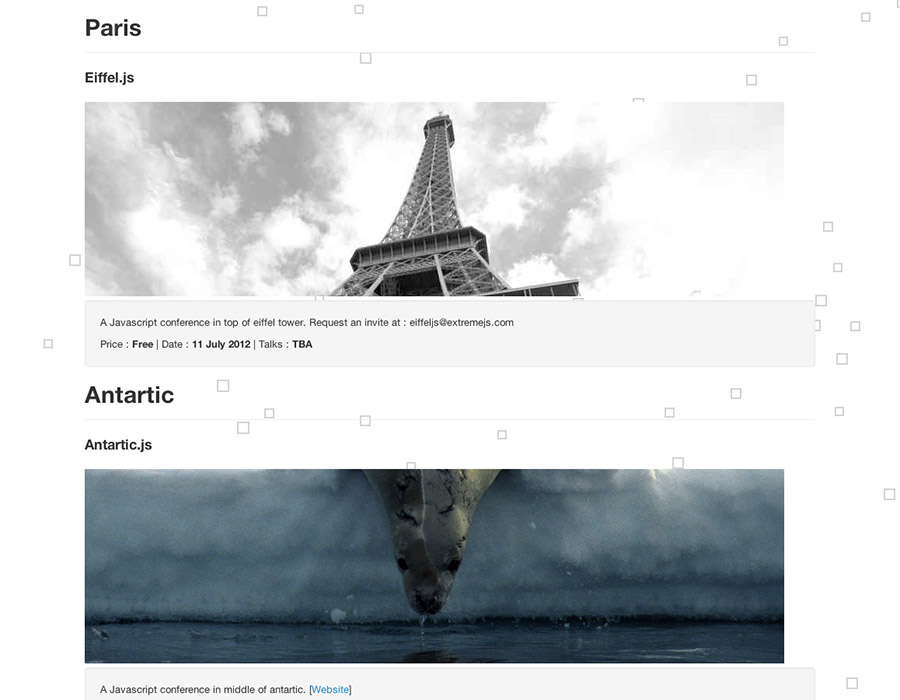 Paris
Eiffel.js
A Javascript conference in top of eiffel tower. Request an invite at : eiffeljs@extremejs.com
Price : Free | Date : 11 July 2012 | Talks : TBA
Antartic
Antartic.js
A Javascript conference in middle of antartic. [Website]